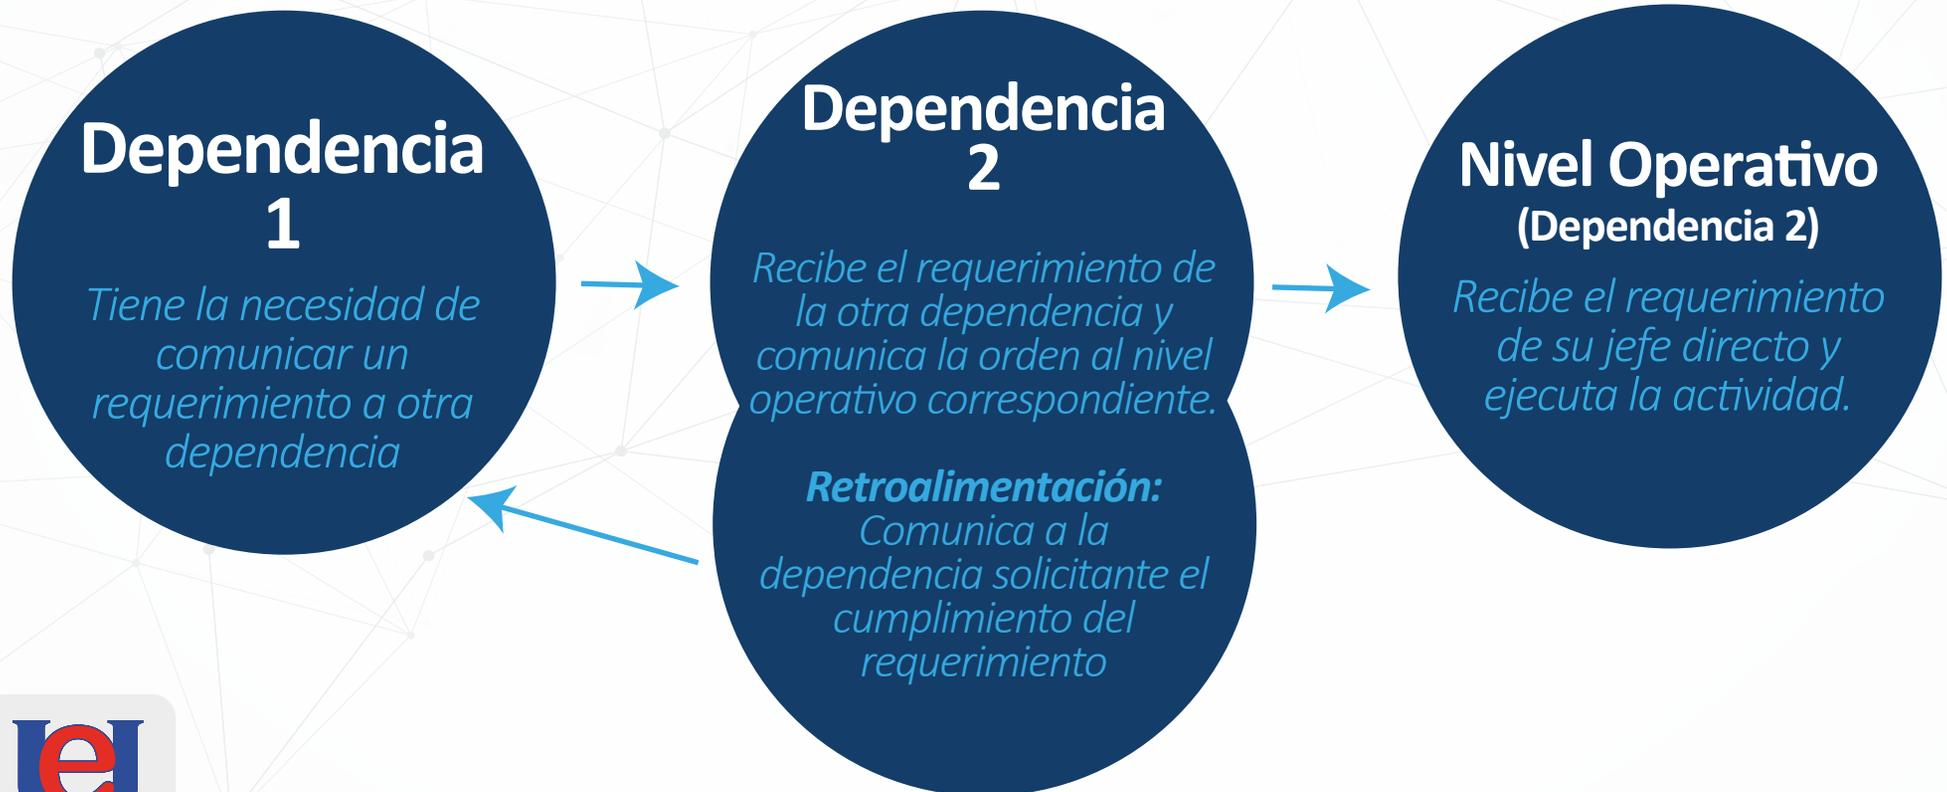 Dependencia
1
Tiene la necesidad de
comunicar un
requerimiento a otra
dependencia
Dependencia
2
Recibe el requerimiento de
la otra dependencia y
comunica la orden al nivel
operativo correspondiente.
Retroalimentación:
Comunica a la
dependencia solicitante el
cumplimiento del
requerimiento
Nivel Operativo
(Dependencia 2)
Recibe el requerimiento
de su jefe directo y
ejecuta la actividad.